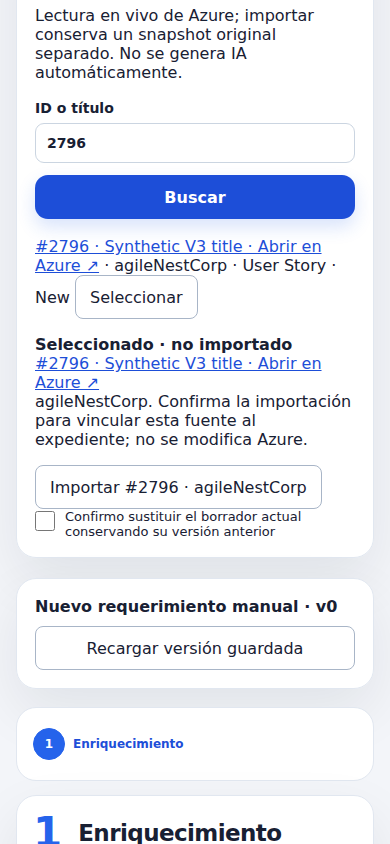 Lectura en vivo de Azure; importar
conserva un snapshot original
separado. No se genera IA
automáticamente.
ID o título
2796
Buscar
#2796 · Synthetic V3 title · Abrir en
Azure ↗ · agileNestCorp · User Story ·
New Seleccionar
Seleccionado · no importado
#2796 · Synthetic V3 title · Abrir en
Azure ↗
agileNestCorp. Confirma la importación
para vincular esta fuente al
expediente; no se modifica Azure.
Importar #2796 · agileNestCorp
Confirmo sustituir el borrador actual
conservando su versión anterior
Nuevo requerimiento manual · v0
Recargar versión guardada
1 Enriquecimiento
1 Enriquecimiento